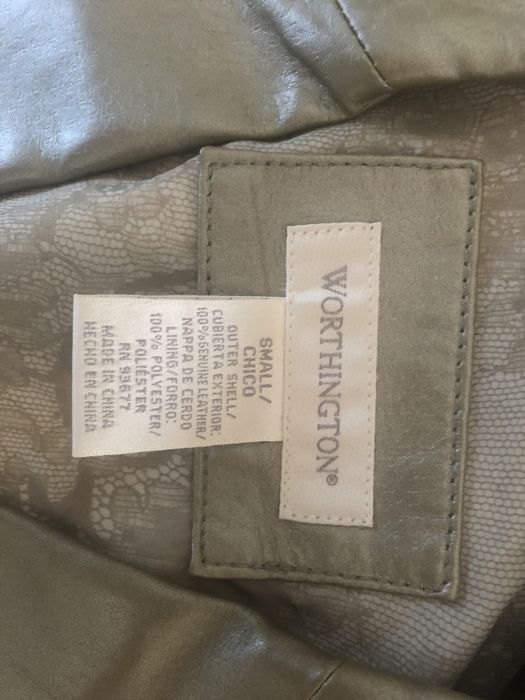 WORTHINGTON®
SMALL/
CHICO
OUTER SHELL/
CUBIERTA EXTERIOR:
100% GENUINE LEATHER/
NAPPA DE CERDO
LINING/FORRO:
100% POLYESTER/
POLIÉSTER
RN 93677
MADE IN CHINA
HECHO EN CHINA